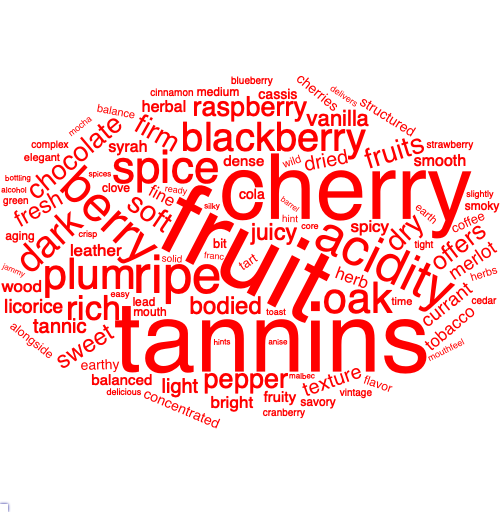 blueberry
cinnamon
medium
cassis
cherries
delivers
structured
herbal
raspberry
vanilla
balance
mocha
firm
blackberry
fruits
strawberry
complex
chocolate
syrah
dense
wild
dried
smooth
elegant
spices
spice
cherry
bottling
alcohol
green
fresh
berry
clove
fine
ready
cola
barrel
slightly
smoky
soft
silky
hint
core
spicy
earth
coffee
aging
dark
crisp
fruit
bit
juicy
acidity
dry
tight
offers
leather
solid
franc
tart
herb
merlot
herbs
jammy
wood
plum
ripe
easy
oak
time
currant
cedar
licorice
rich
lead
mouth
bodied
toast
tobacco
mouthfeel
alongside
tannic
tannins
sweet
hints
anise
earthy
balanced
delicious
light
pepper
malbec
texture
flavor
concentrated
bright
fruity
cranberry
savory
vintage